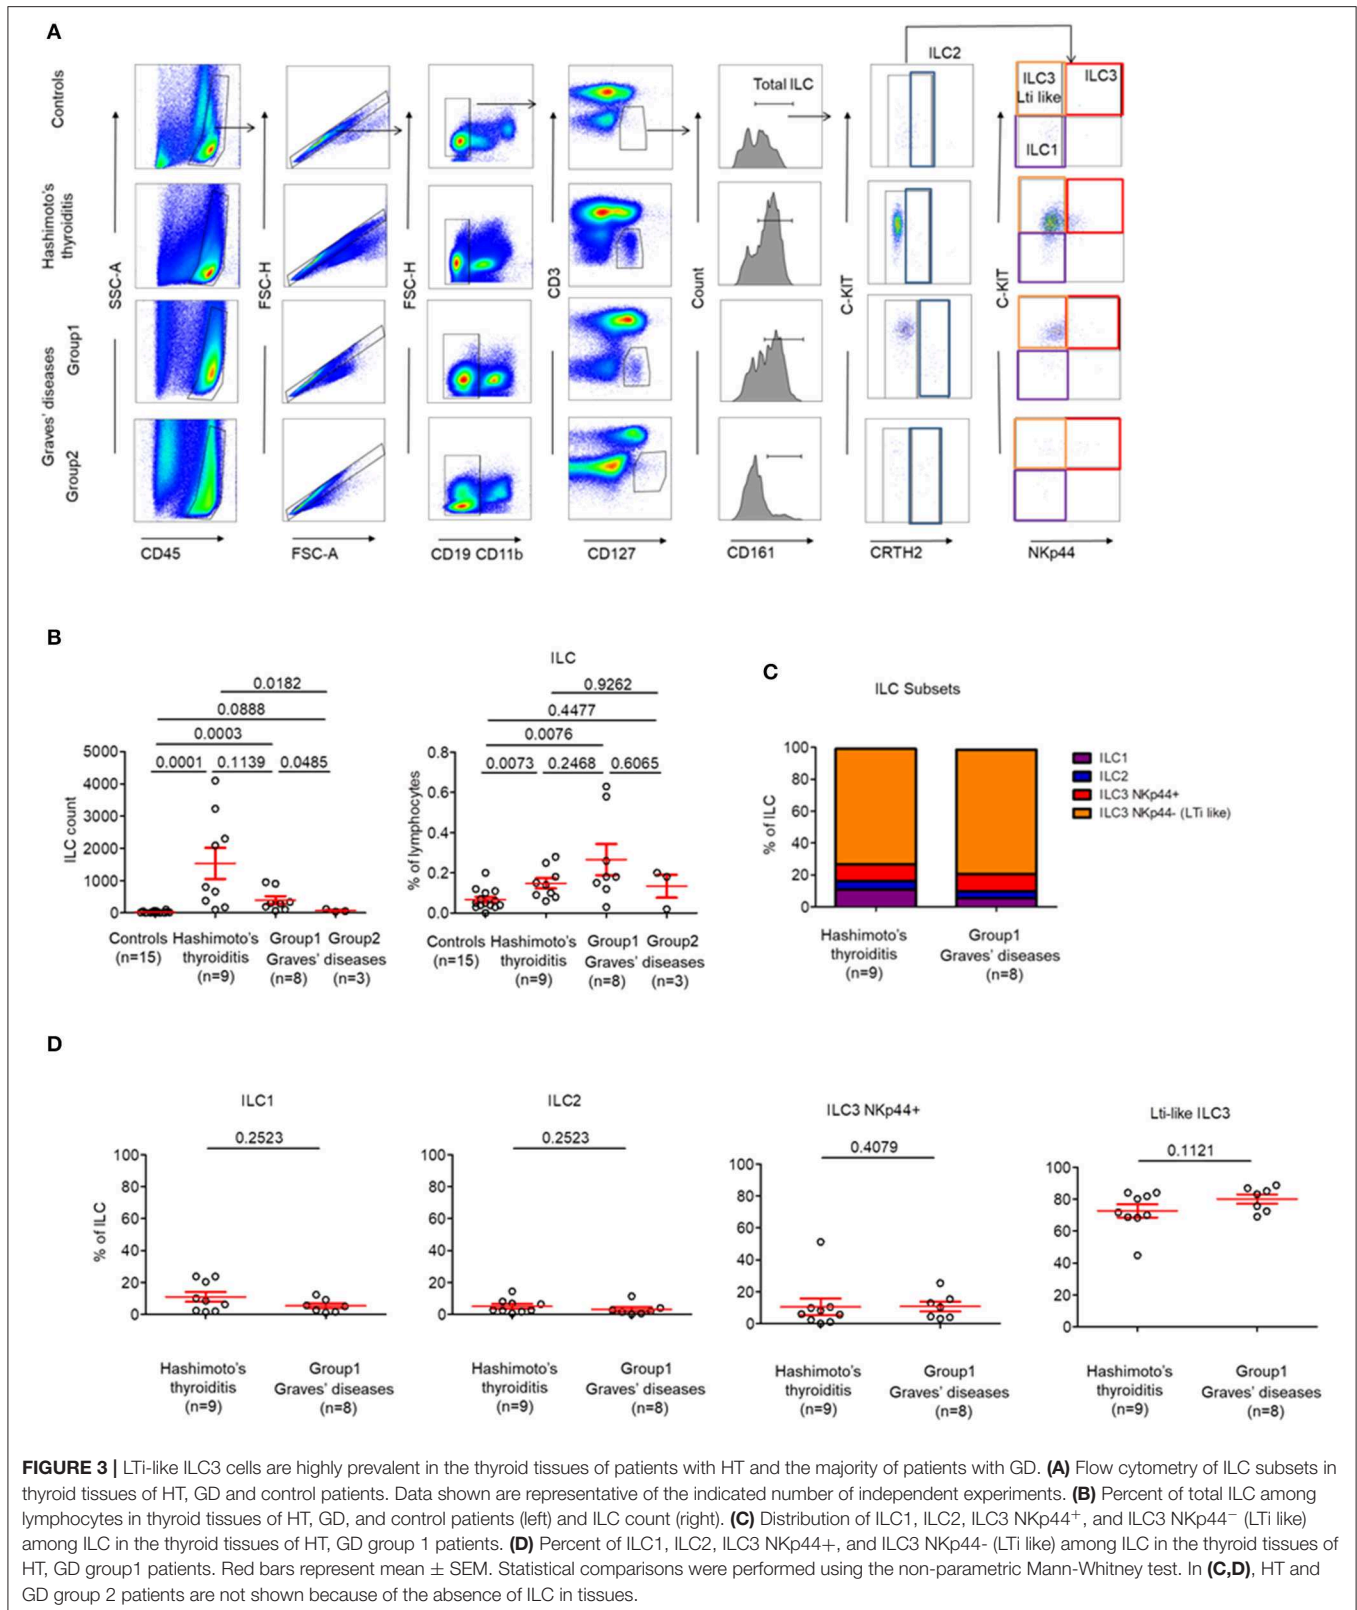 A
Controls
Hashimoto's
thyroiditis
Graves' diseases
Group1
Group2
SSC-A
FSC-H
FSC-H
CD3
Count
C-KIT
C-KIT
Total ILC
ILC2
ILC3
Lti like
ILC3
ILC1
CD45
FSC-A
CD19 CD11b
CD127
CD161
CRTH2
NKp44
B
0.0182
0.0888
0.0003
0.0001
0.1139
0.0485
ILC count
5000
4000
3000
2000
1000
0
Controls
(n=15)
Hashimoto's
thyroiditis
(n=9)
Group1 Group2
Graves' diseases
(n=8) (n=3)
ILC
0.9262
0.4477
0.0076
0.0073
0.2468
0.6065
% of lymphocytes
0.8
0.6
0.4
0.2
0.0
Controls
(n=15)
Hashimoto's
thyroiditis
(n=9)
Group1 Group2
Graves' diseases
(n=8) (n=3)
C
ILC Subsets
% of ILC
100
80
60
40
20
0
ILC1
ILC2
ILC3 NKp44+
ILC3 NKp44- (LTi like)
Hashimoto's
thyroiditis
(n=9)
Group1
Graves' diseases
(n=8)
D
ILC1
0.2523
% of ILC
100
80
60
40
20
0
Hashimoto's
thyroiditis
(n=9)
Group1
Graves' diseases
(n=8)
ILC2
0.2523
100
80
60
40
20
0
Hashimoto's
thyroiditis
(n=9)
Group1
Graves' diseases
(n=8)
ILC3 NKp44+
0.4079
100
80
60
40
20
0
Hashimoto's
thyroiditis
(n=9)
Group1
Graves' diseases
(n=8)
Lti-like ILC3
0.1121
100
80
60
40
20
0
Hashimoto's
thyroiditis
(n=9)
Group1
Graves' diseases
(n=8)
FIGURE 3 | LTi-like ILC3 cells are highly prevalent in the thyroid tissues of patients with HT and the majority of patients with GD. (A) Flow cytometry of ILC subsets in
thyroid tissues of HT, GD and control patients. Data shown are representative of the indicated number of independent experiments. (B) Percent of total ILC among
lymphocytes in thyroid tissues of HT, GD, and control patients (left) and ILC count (right). (C) Distribution of ILC1, ILC2, ILC3 NKp44⁺, and ILC3 NKp44⁻ (LTi like)
among ILC in the thyroid tissues of HT, GD group 1 patients. (D) Percent of ILC1, ILC2, ILC3 NKp44+, and ILC3 NKp44- (LTi like) among ILC in the thyroid tissues of
HT, GD group1 patients. Red bars represent mean ± SEM. Statistical comparisons were performed using the non-parametric Mann-Whitney test. In (C,D), HT and
GD group 2 patients are not shown because of the absence of ILC in tissues.